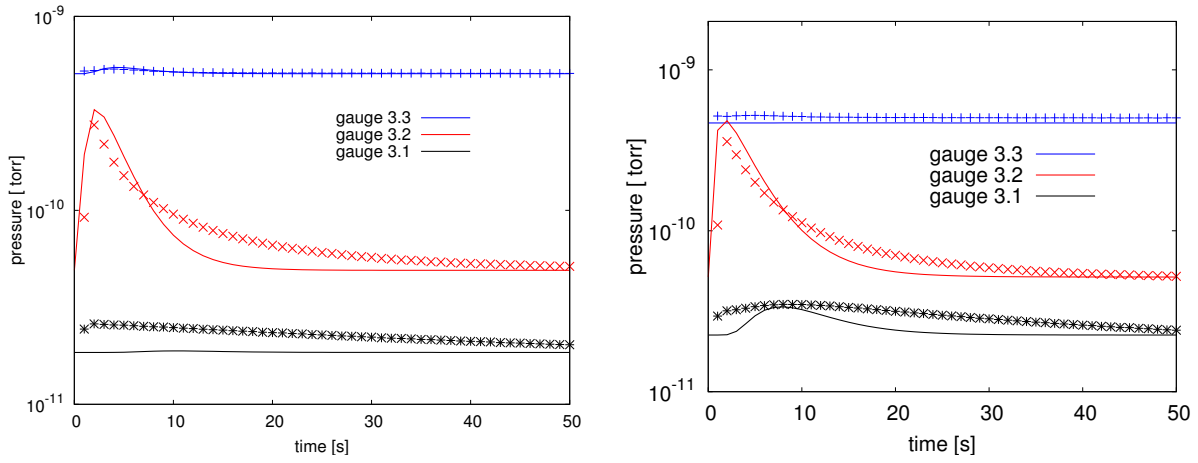 10^-9
10^-10
10^-11
pressure [ torr]
gauge 3.3
gauge 3.2
gauge 3.1
0 10 20 30 40 50
time [s]
10^-9
10^-10
10^-11
pressure [ torr]
gauge 3.3
gauge 3.2
gauge 3.1
0 10 20 30 40 50
time [s]